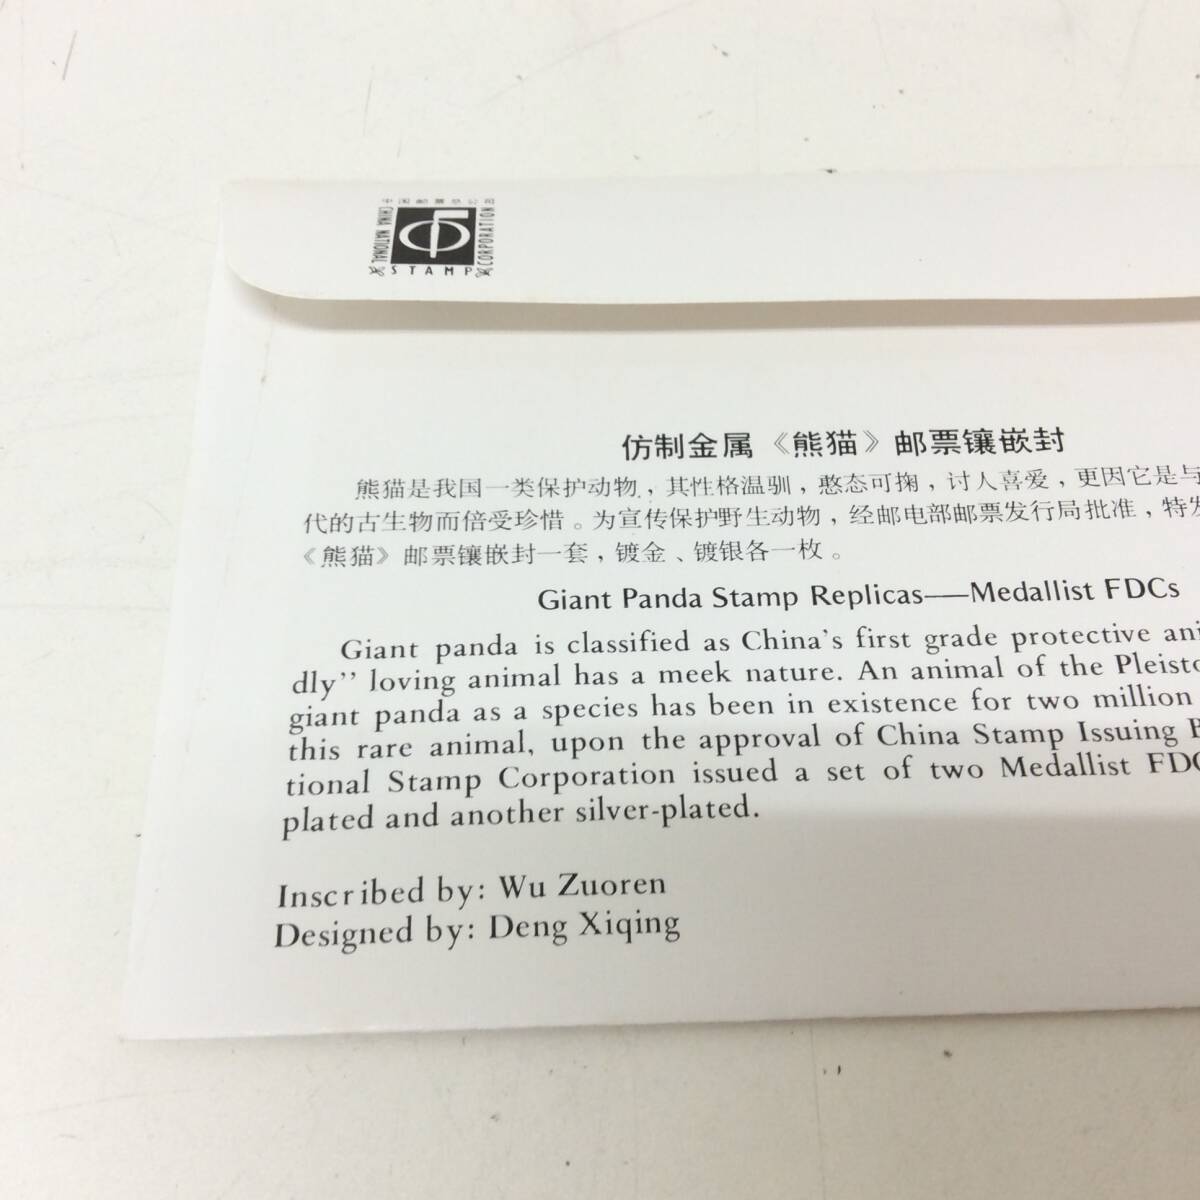 中国邮票总公司
CHINA NATIONAL
STAMP
CORPORATION
仿制金属《熊猫》邮票镶嵌封
熊猫是我国一类保护动物，其性格温驯，憨态可掬，讨人喜爱，更因它是与
代的古生物而倍受珍惜。为宣传保护野生动物，经邮电部邮票发行局批准，特发
《熊猫》邮票镶嵌封一套，镀金、镀银各一枚。
Giant Panda Stamp Replicas——Medallist FDCs
Giant panda is classified as China's first grade protective ani
dly” loving animal has a meek nature. An animal of the Pleisto
giant panda as a species has been in existence for two million
this rare animal, upon the approval of China Stamp Issuing
tional Stamp Corporation issued a set of two Medallist FDC
plated and another silver-plated.
Inscribed by: Wu Zuoren
Designed by: Deng Xiqing